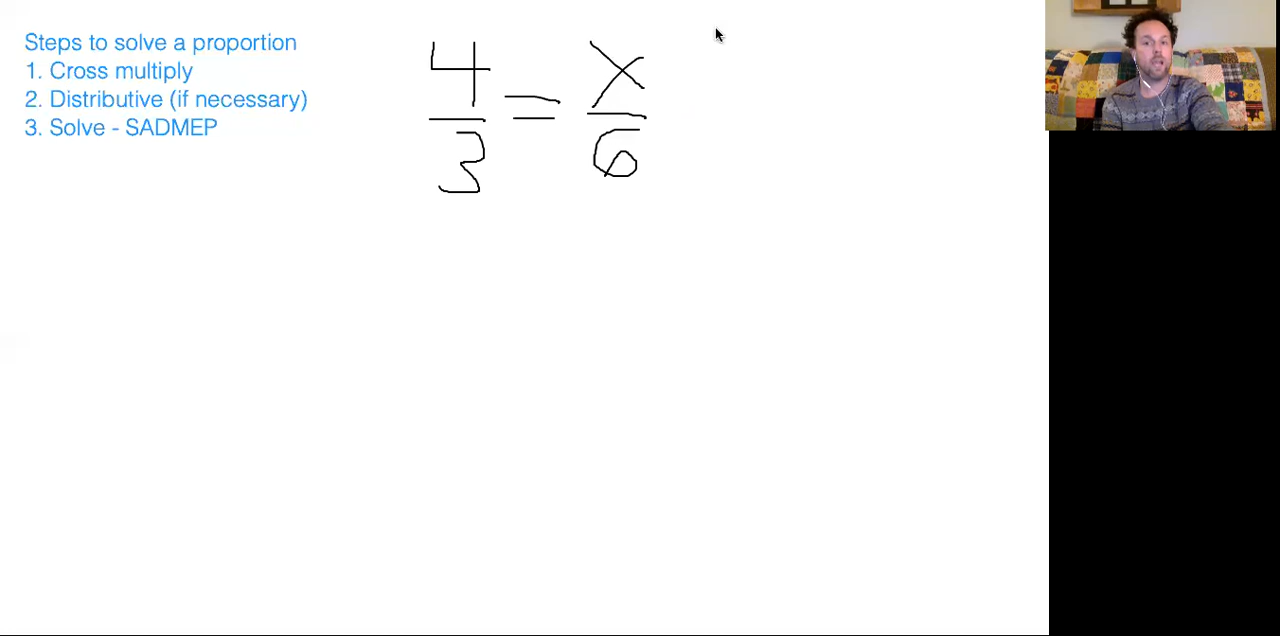 Steps to solve a proportion
1. Cross multiply
2. Distributive (if necessary)
3. Solve - SADMEP
4/3 = x/6